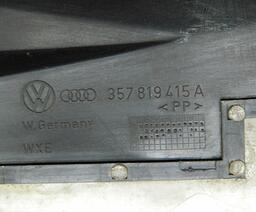 357 819 415 A
>PP<
W. Germany
WXE